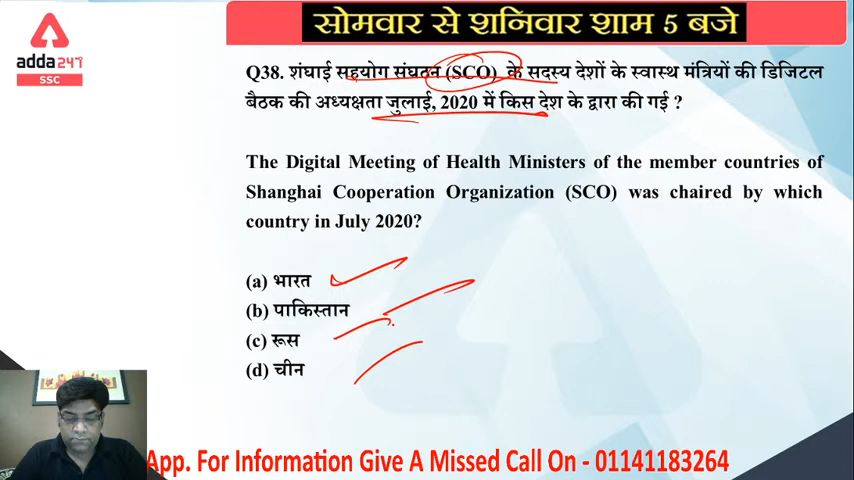 सोमवार से शनिवार शाम 5 बजे
adda247
SSC
Q38. शंघाई सहयोग संघठन (SCO) के सदस्य देशों के स्वास्थ मंत्रियों की डिजिटल
बैठक की अध्यक्षता जुलाई, 2020 में किस देश के द्वारा की गई ?
The Digital Meeting of Health Ministers of the member countries of
Shanghai Cooperation Organization (SCO) was chaired by which
country in July 2020?
(a) भारत
(b) पाकिस्तान
(c) रूस
(d) चीन
App. For Information Give A Missed Call On - 01141183264